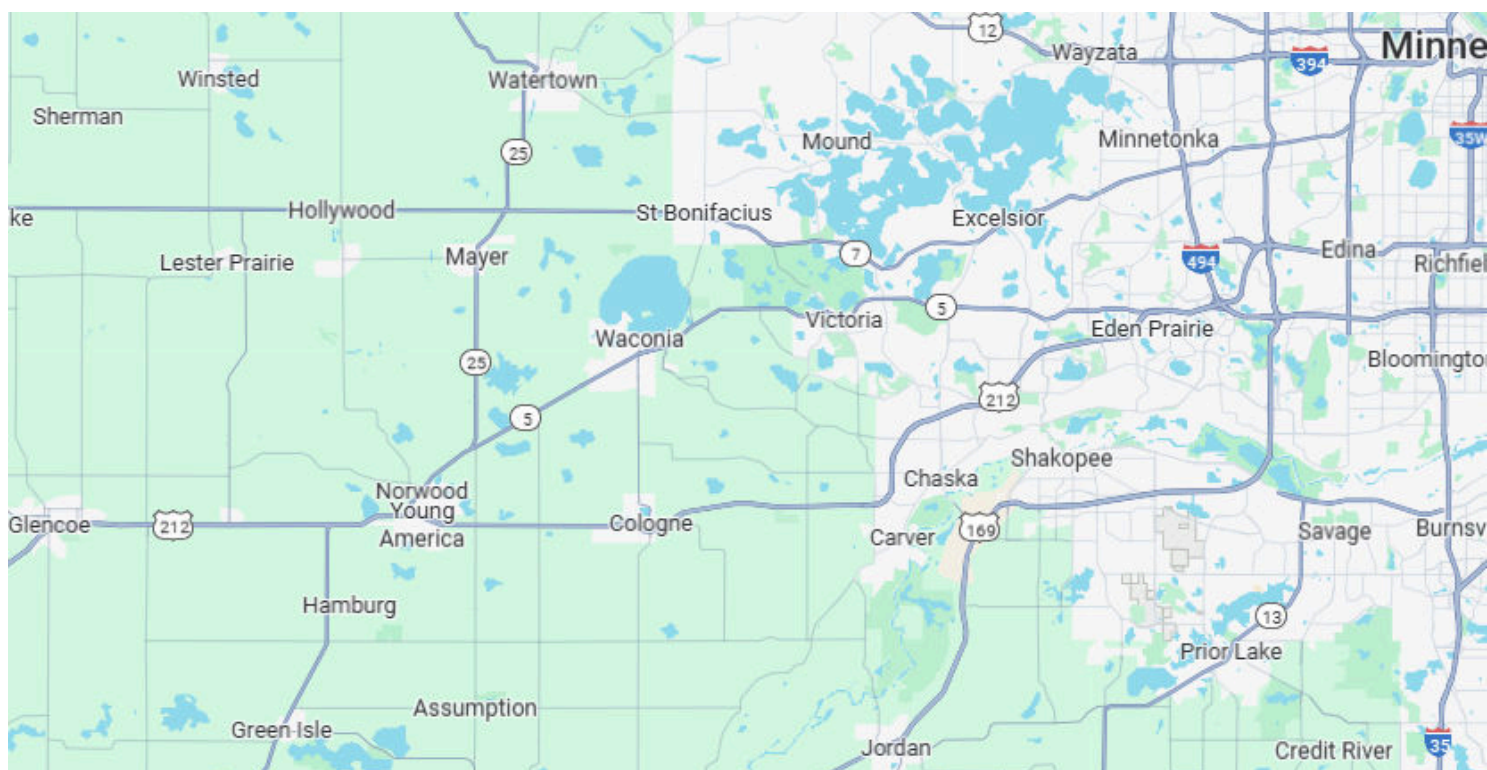 12
Wayzata
Minne
394
Winsted
Watertown
Sherman
35W
Mound
Minnetonka
25
ke
Hollywood
St Bonifacius
Excelsior
Lester Prairie
Mayer
7
494
Edina
Richfiel
5
Victoria
Eden Prairie
Waconia
Bloomington
25
212
5
Shakopee
Chaska
Norwood
Young
America
Glencoe
212
Cologne
Carver
169
Savage
Burnsv
Hamburg
13
Prior Lake
Assumption
Green Isle
Jordan
Credit River
35